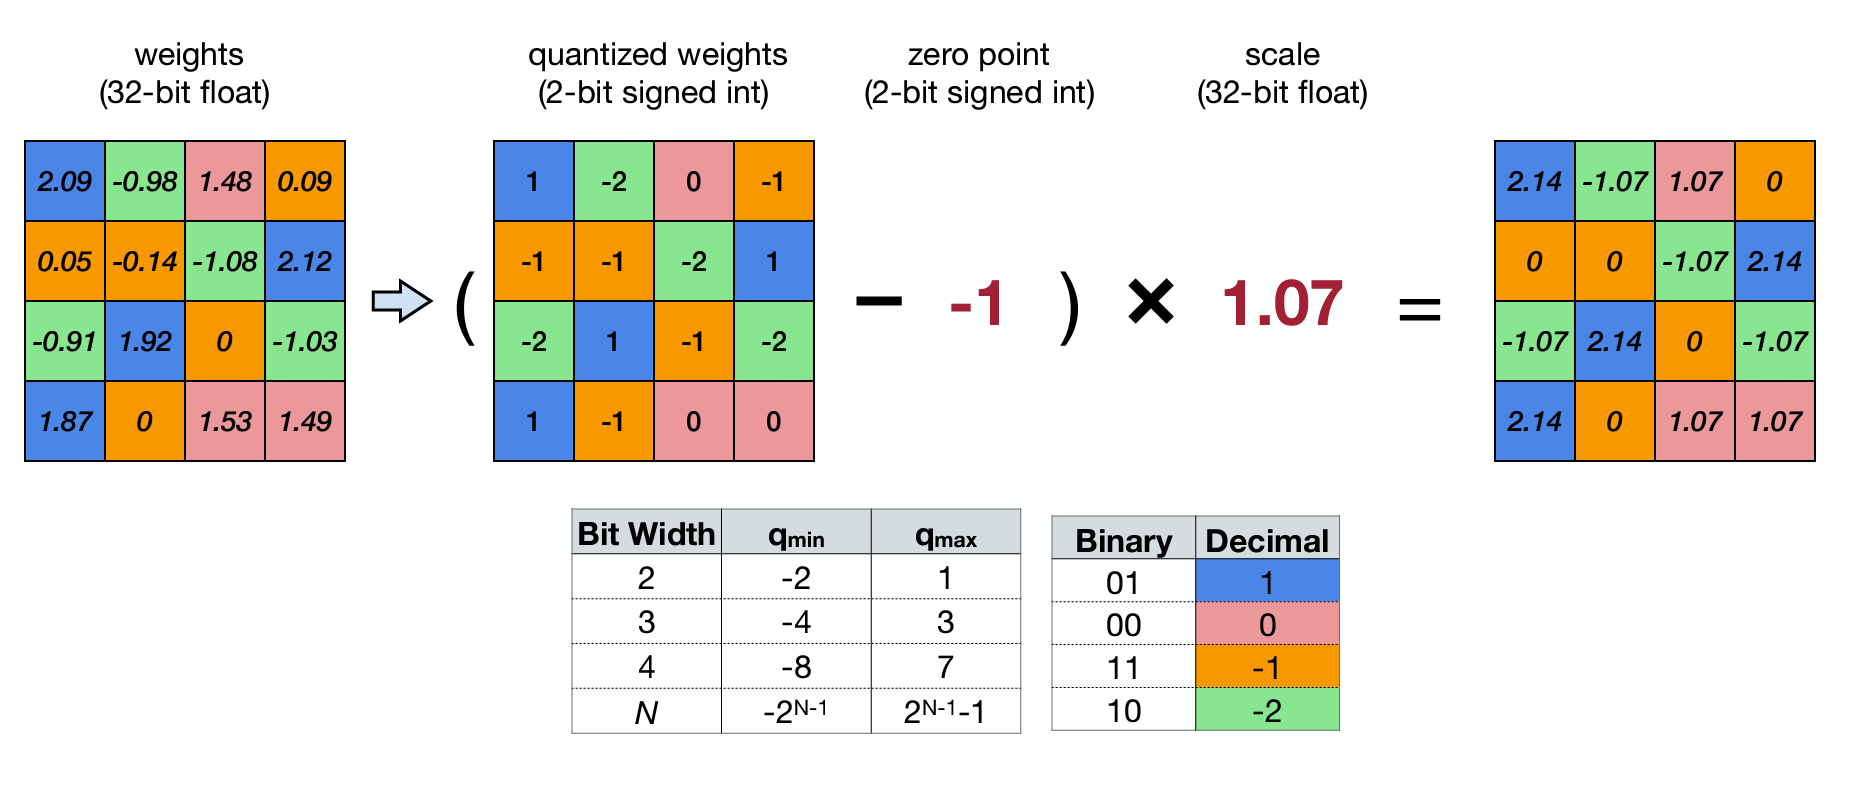 weights
(32-bit float)
quantized weights
(2-bit signed int)
zero point
(2-bit signed int)
scale
(32-bit float)
2.09 -0.98 1.48 0.09
0.05 -0.14 -1.08 2.12
-0.91 1.92 0 -1.03
1.87 0 1.53 1.49
(
1 -2 0 -1
-1 -1 -2 1
-2 1 -1 -2
1 -1 0 0
− -1 ) × 1.07 =
2.14 -1.07 1.07 0
0 0 -1.07 2.14
-1.07 2.14 0 -1.07
2.14 0 1.07 1.07
Bit Width qmin qmax
2 -2 1
3 -4 3
4 -8 7
N -2ᴺ⁻¹ 2ᴺ⁻¹-1
Binary Decimal
01 1
00 0
11 -1
10 -2